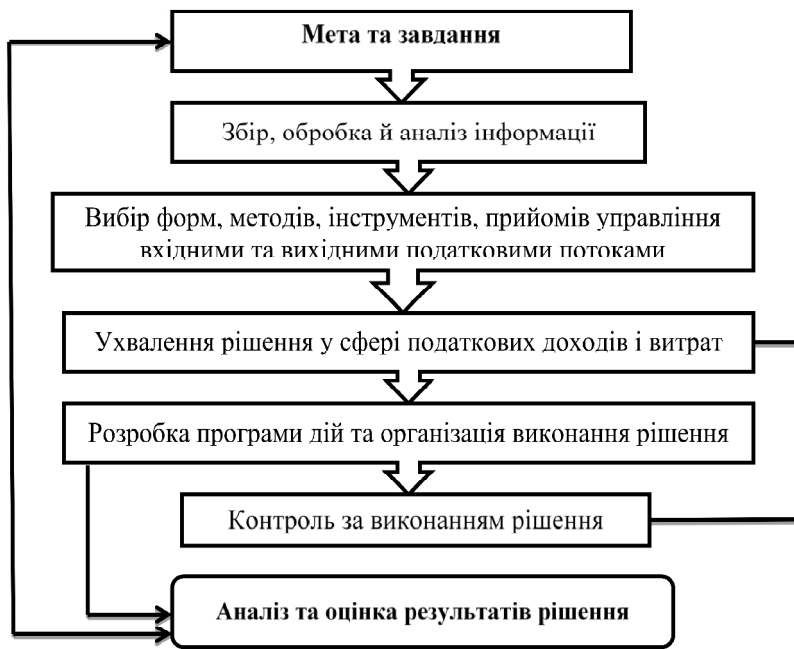 Мета та завдання
Збір, обробка й аналіз інформації
Вибір форм, методів, інструментів, прийомів управління
вхідними та вихідними податковими потоками
Ухвалення рішення у сфері податкових доходів і витрат
Розробка програми дій та організація виконання рішення
Контроль за виконанням рішення
Аналіз та оцінка результатів рішення